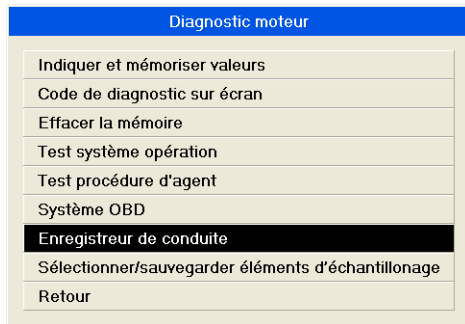 Diagnostic moteur
Indiquer et mémoriser valeurs
Code de diagnostic sur écran
Effacer la mémoire
Test système opération
Test procédure d'agent
Système OBD
Enregistreur de conduite
Sélectionner/sauvegarder éléments d'échantillonage
Retour